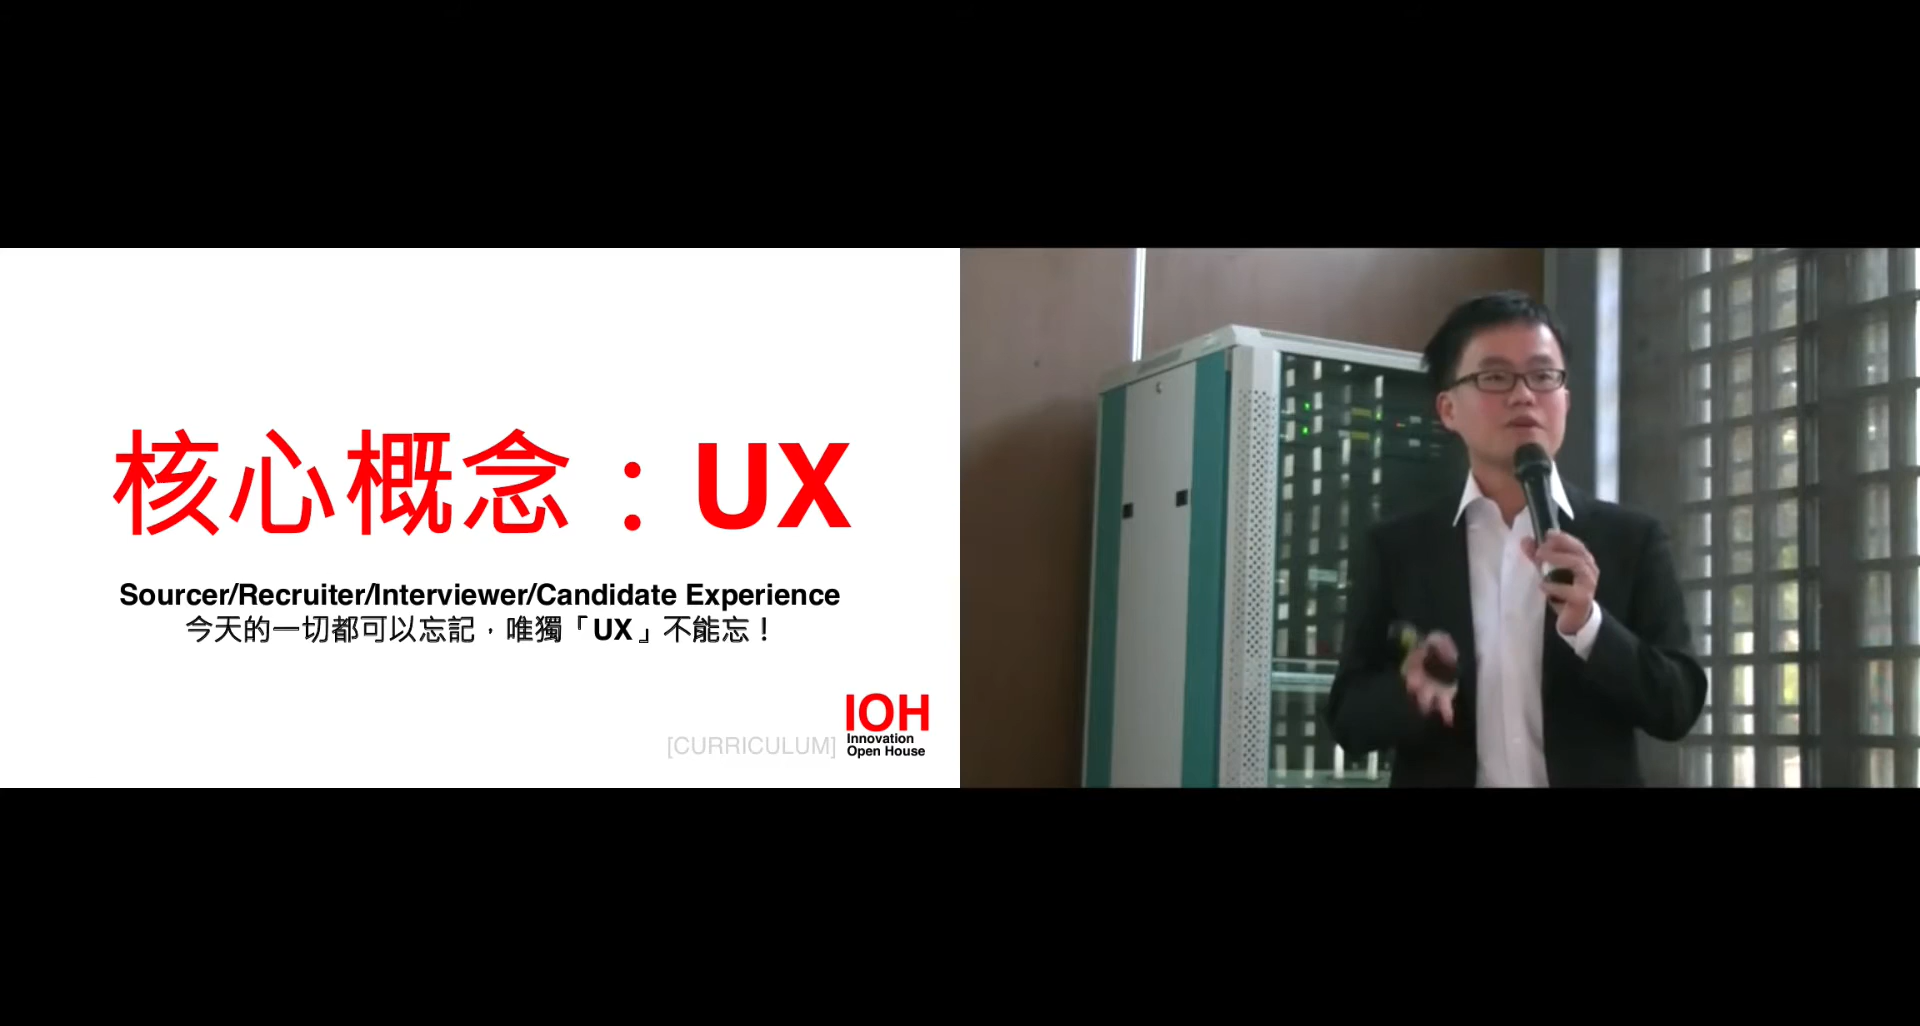 核心概念：UX
Sourcer/Recruiter/Interviewer/Candidate Experience
今天的一切都可以忘記，唯獨「UX」不能忘！
[CURRICULUM]
IOH
Innovation
Open House